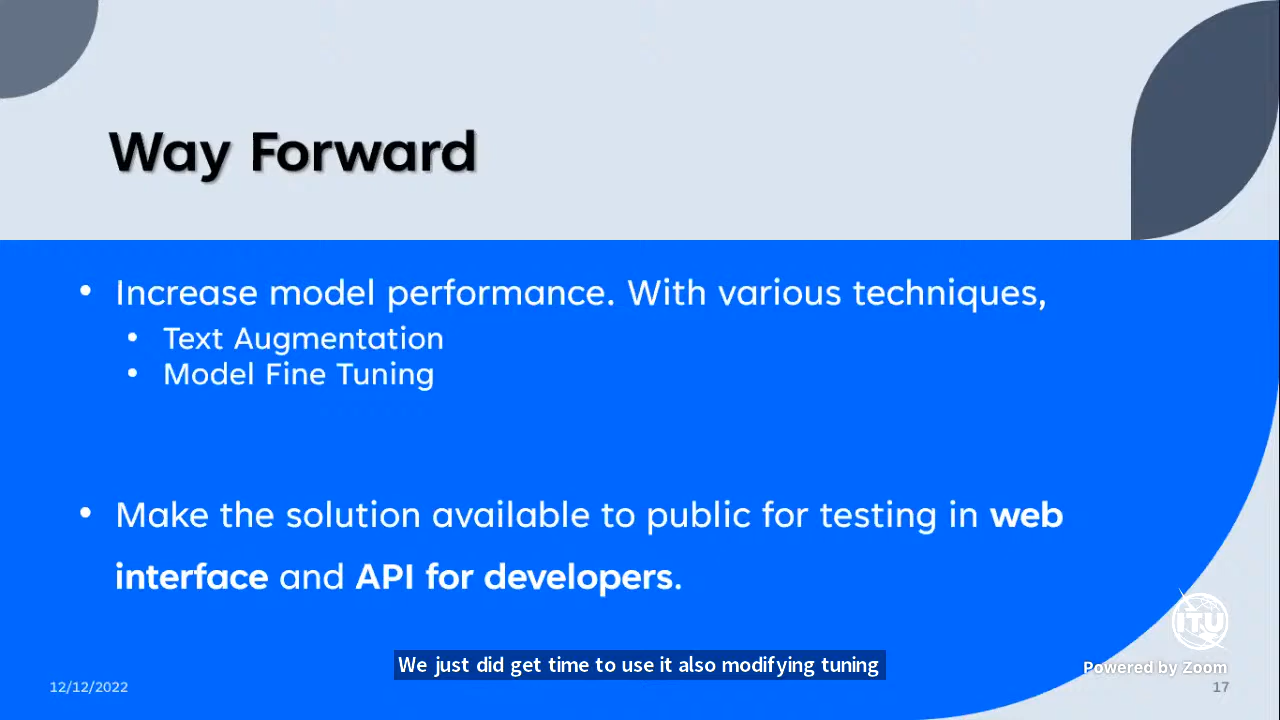 Way Forward
• Increase model performance. With various techniques,
• Text Augmentation
• Model Fine Tuning
• Make the solution available to public for testing in web
interface and API for developers.
ITU
We just did get time to use it also modifying tuning
Powered by Zoom
12/12/2022
17